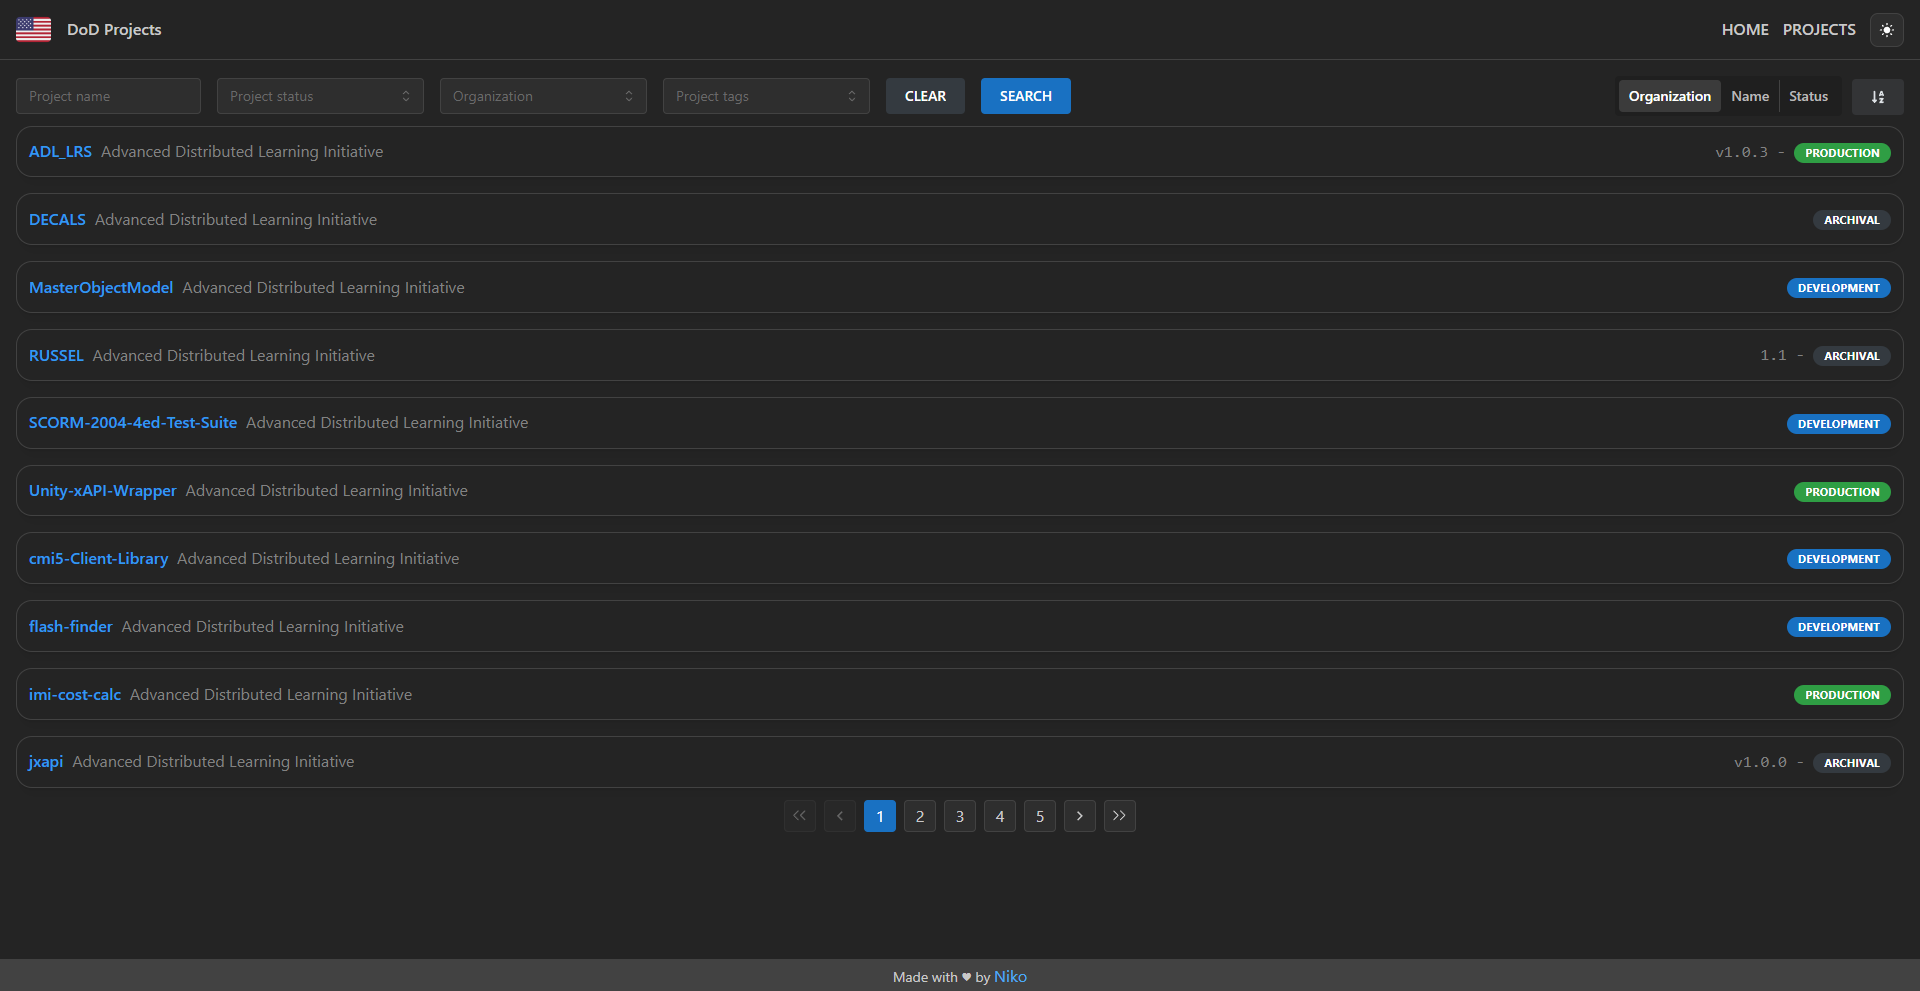 DoD Projects HOME PROJECTS
Project name Project status Organization Project tags CLEAR SEARCH Organization Name Status
ADL_LRS Advanced Distributed Learning Initiative v1.0.3 - PRODUCTION
DECALS Advanced Distributed Learning Initiative ARCHIVAL
MasterObjectModel Advanced Distributed Learning Initiative DEVELOPMENT
RUSSEL Advanced Distributed Learning Initiative 1.1 - ARCHIVAL
SCORM-2004-4ed-Test-Suite Advanced Distributed Learning Initiative DEVELOPMENT
Unity-xAPI-Wrapper Advanced Distributed Learning Initiative PRODUCTION
cmi5-Client-Library Advanced Distributed Learning Initiative DEVELOPMENT
flash-finder Advanced Distributed Learning Initiative DEVELOPMENT
imi-cost-calc Advanced Distributed Learning Initiative PRODUCTION
jxapi Advanced Distributed Learning Initiative v1.0.0 - ARCHIVAL
1 2 3 4 5
Made with ♥ by Niko